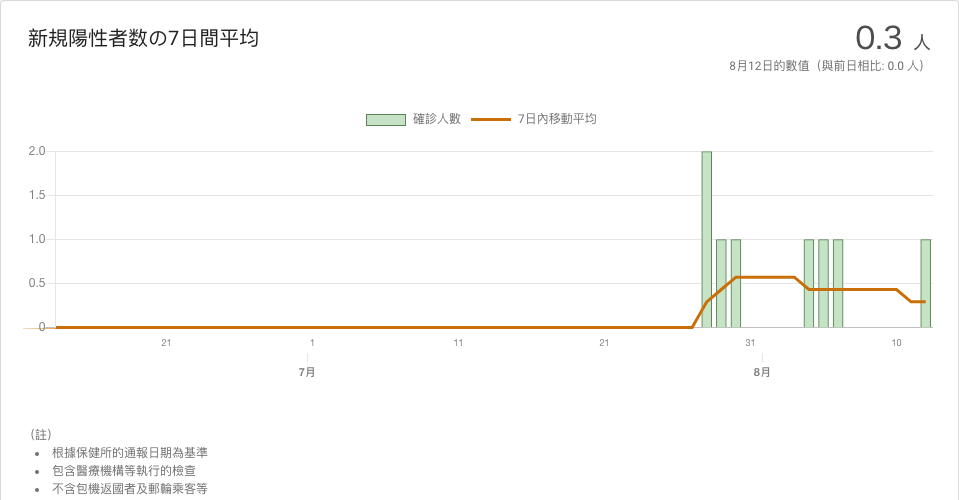 新規陽性者数の7日間平均
0.3 人
8月12日的數值（與前日相比: 0.0 人）
確診人數 7日內移動平均
2.0
1.5
1.0
0.5
0
21 1 11 21 31 10
7月 8月
（註）
• 根據保健所的通報日期為基準
• 包含醫療機構等執行的檢查
• 不含包機返國者及郵輪乘客等